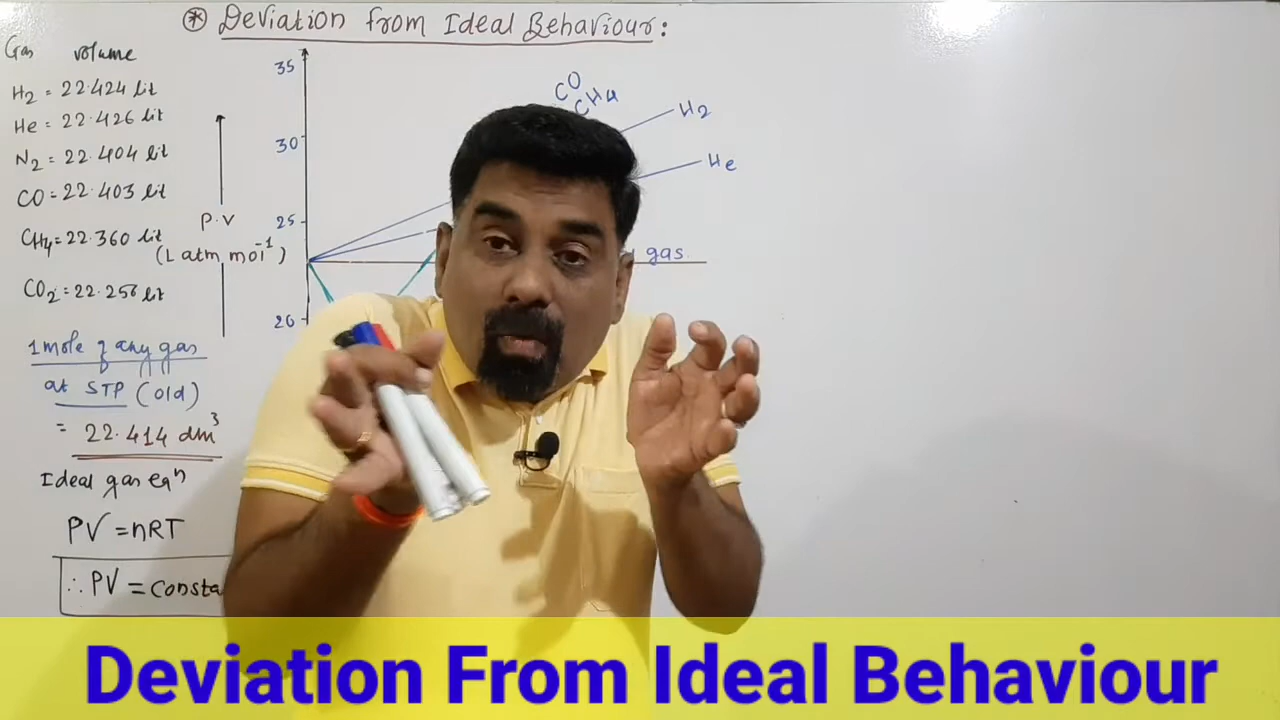 * Deviation from Ideal Behaviour:
Gas volume
H2 = 22.424 lit
He = 22.426 lit
N2 = 22.404 lit
CO = 22.403 lit
CH4 = 22.360 lit
CO2 = 22.256 lit
1 mole of any gas
at STP (old)
= 22.414 dm³
Ideal gas eqⁿ
PV = nRT
∴ PV = consta
P.V
(L atm mol⁻¹)
35
30
25
20
CO
CH4
H2
He
gas
Deviation From Ideal Behaviour